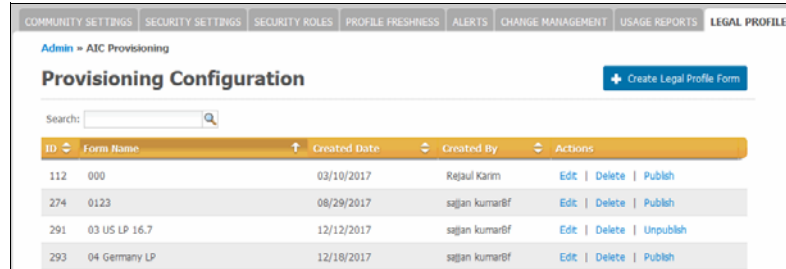 COMMUNITY SETTINGS SECURITY SETTINGS SECURITY ROLES PROFILE FRESHNESS ALERTS CHANGE MANAGEMENT USAGE REPORTS LEGAL PROFILE
Admin » AIC Provisioning
Provisioning Configuration
Create Legal Profile Form
Search:
ID Form Name Created Date Created By Actions
112 000 03/10/2017 Rejaul Karim Edit | Delete | Publish
274 0123 08/29/2017 sajjan kumar8f Edit | Delete | Publish
291 03 US LP 16.7 12/12/2017 sajjan kumar8f Edit | Delete | Unpublish
293 04 Germany LP 12/18/2017 sajjan kumar8f Edit | Delete | Publish